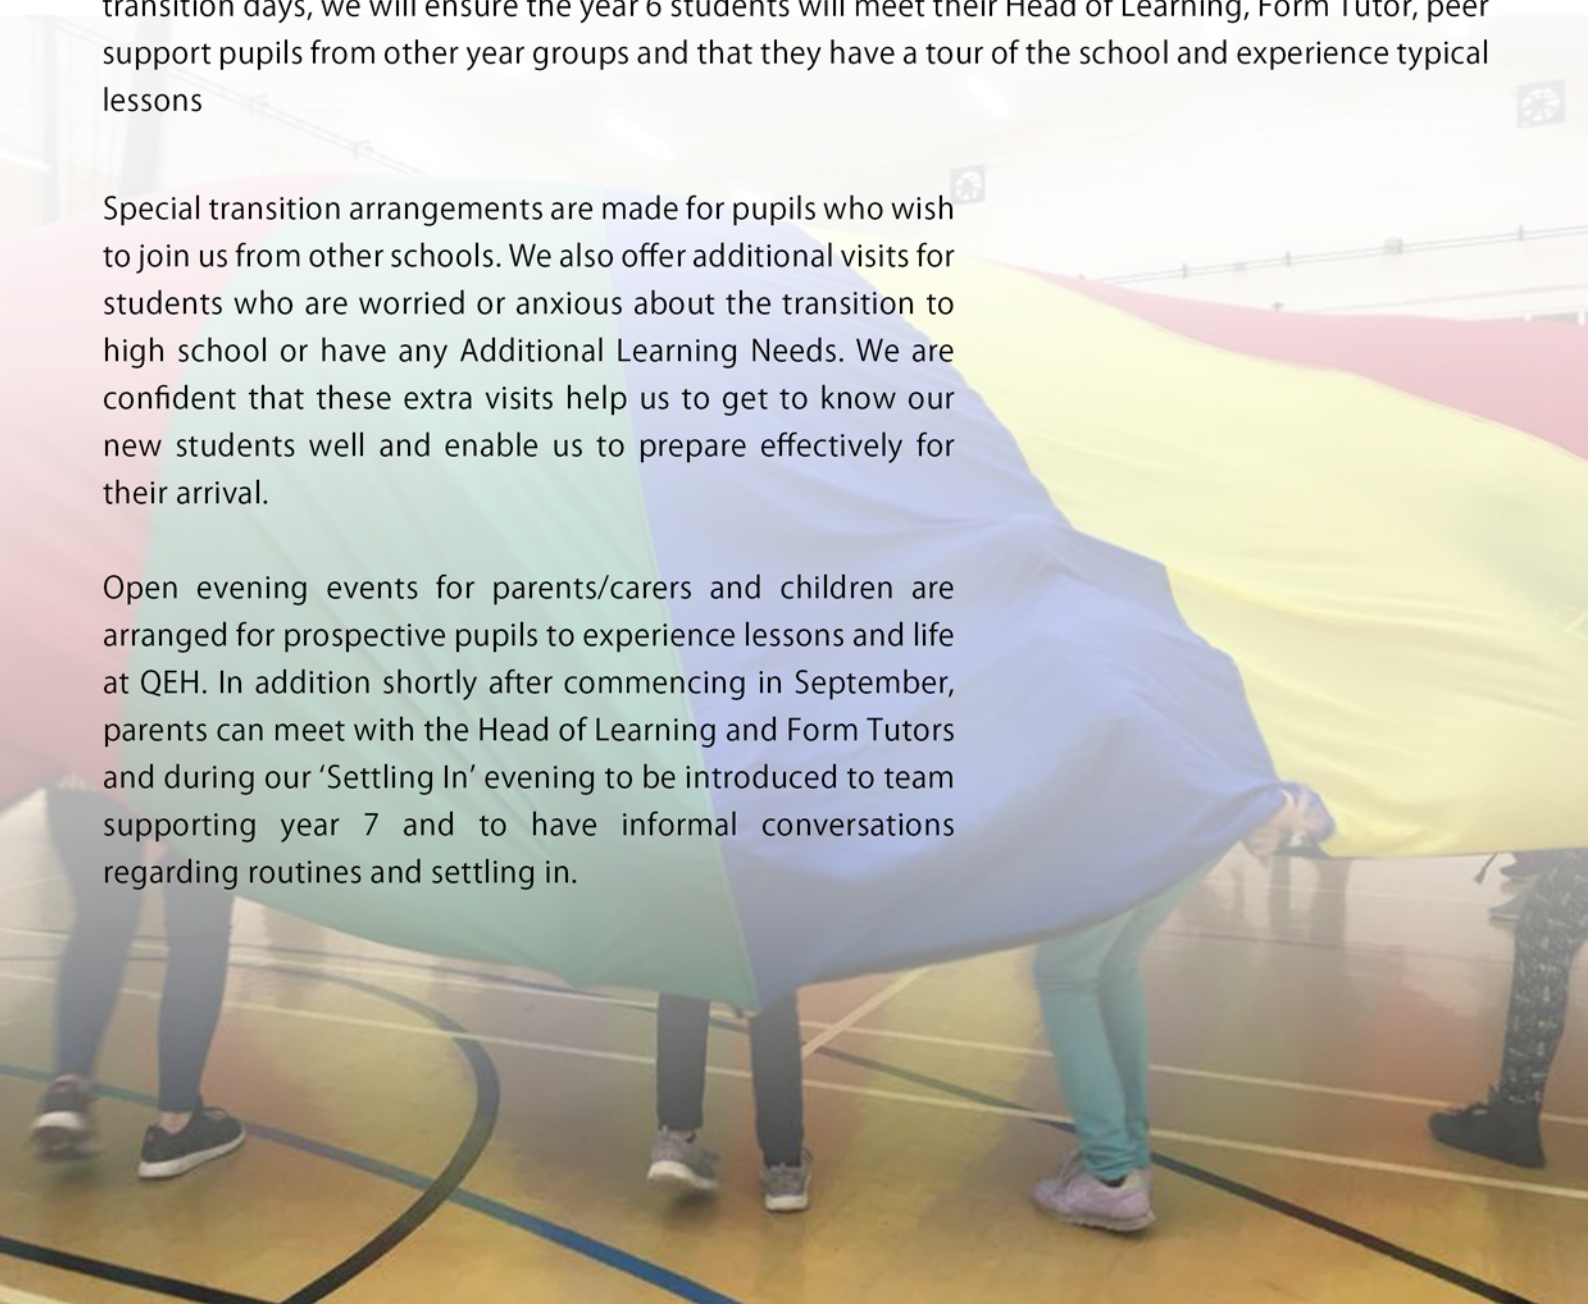 transition days, we will ensure the year 6 students will meet their Head of Learning, Form Tutor, peer
support pupils from other year groups and that they have a tour of the school and experience typical
lessons
Special transition arrangements are made for pupils who wish
to join us from other schools. We also offer additional visits for
students who are worried or anxious about the transition to
high school or have any Additional Learning Needs. We are
confident that these extra visits help us to get to know our
new students well and enable us to prepare effectively for
their arrival.
Open evening events for parents/carers and children are
arranged for prospective pupils to experience lessons and life
at QEH. In addition shortly after commencing in September,
parents can meet with the Head of Learning and Form Tutors
and during our ‘Settling In’ evening to be introduced to team
supporting year 7 and to have informal conversations
regarding routines and settling in.